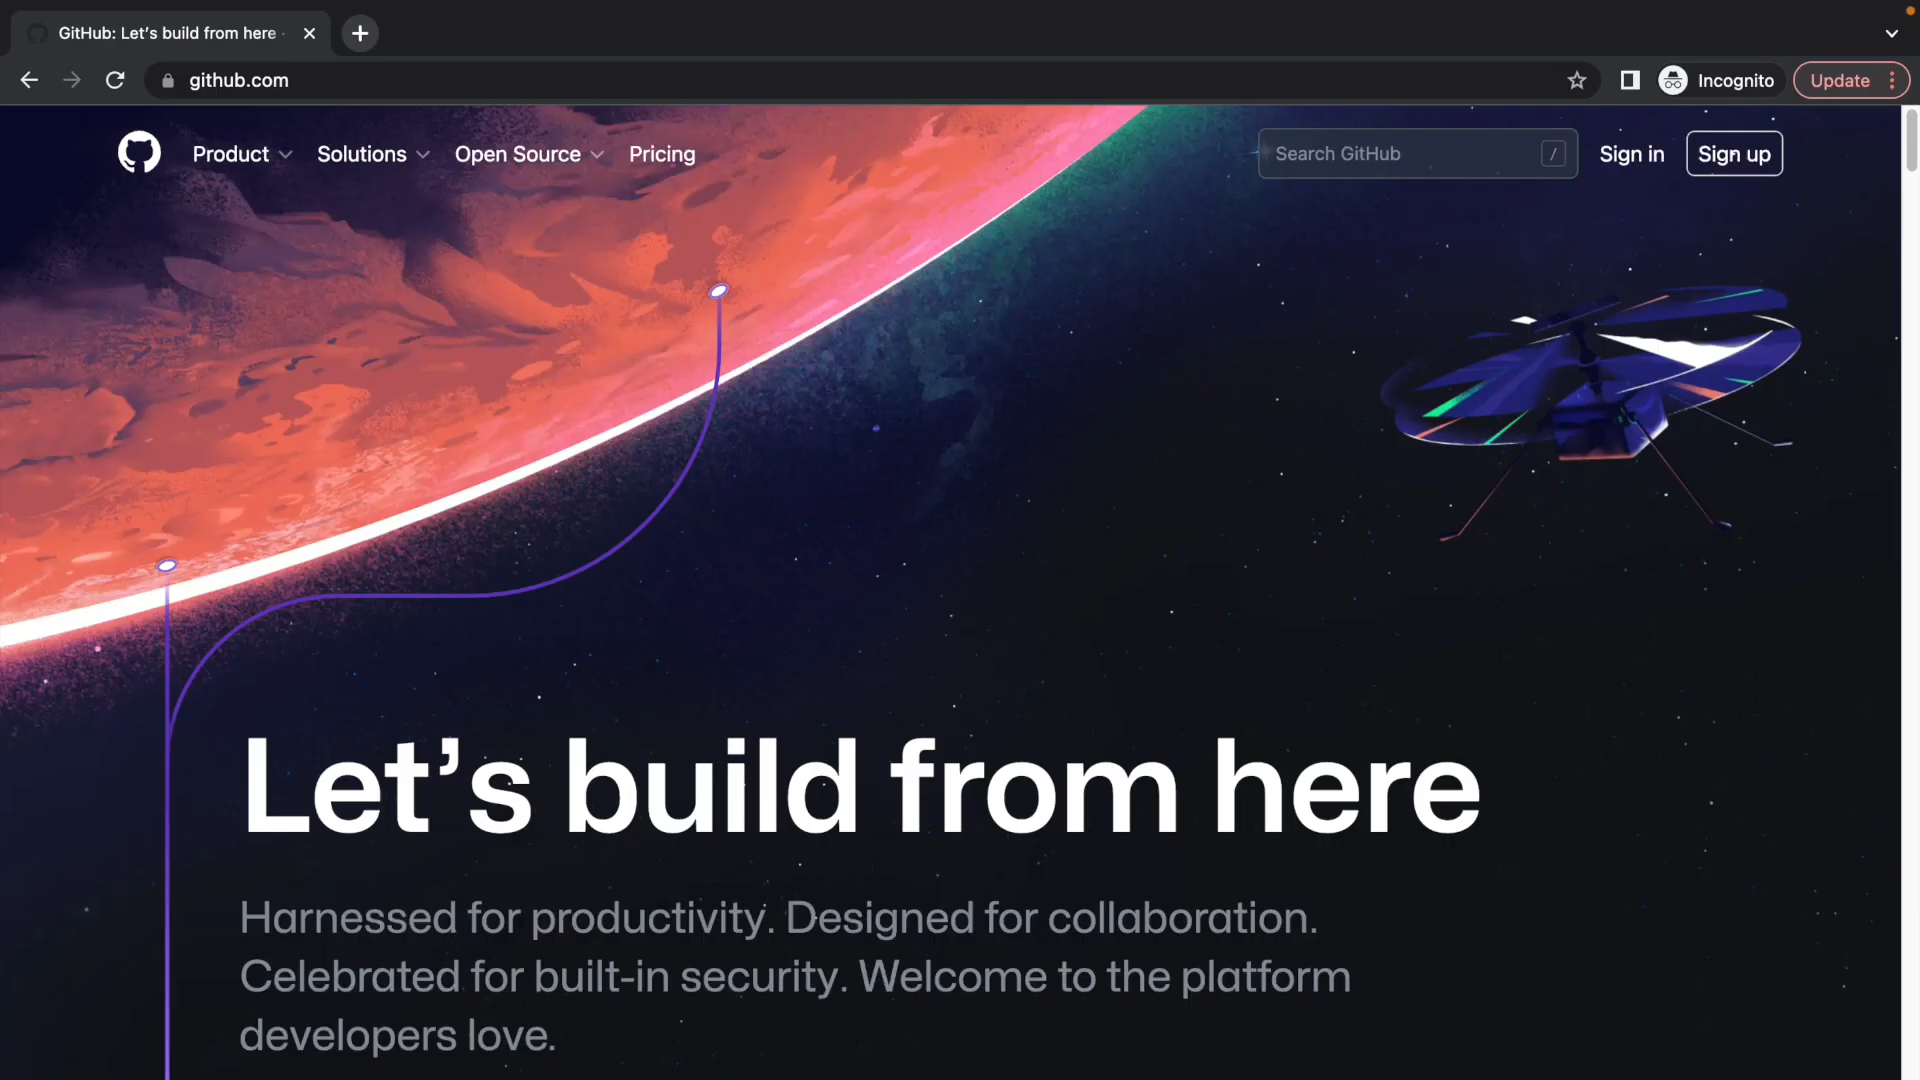 GitHub: Let’s build from here ·
github.com
Incognito
Update
Product
Solutions
Open Source
Pricing
Search GitHub
/
Sign in
Sign up
Let’s build from here
Harnessed for productivity. Designed for collaboration.
Celebrated for built-in security. Welcome to the platform
developers love.